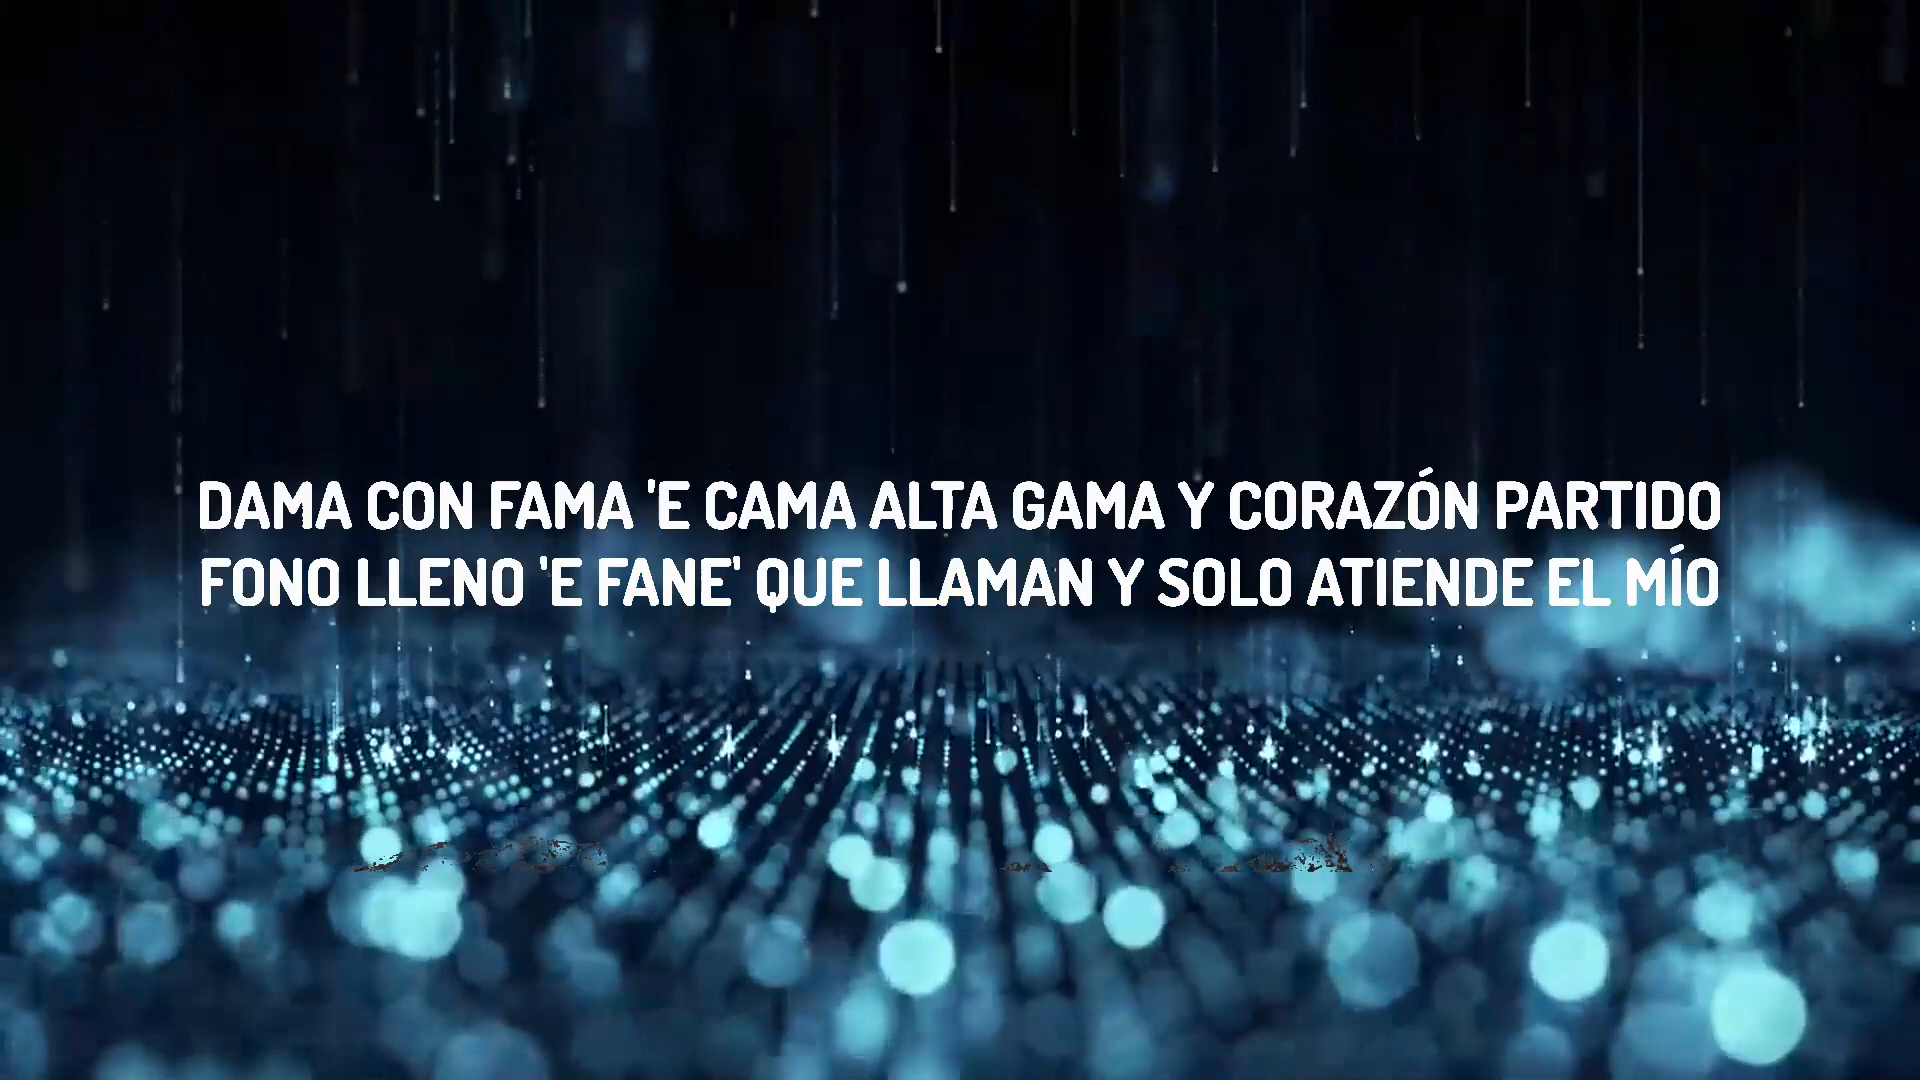 DAMA CON FAMA 'E CAMA ALTA GAMA Y CORAZÓN PARTIDO
FONO LLENO 'E FANE' QUE LLAMAN Y SOLO ATIENDE EL MÍO